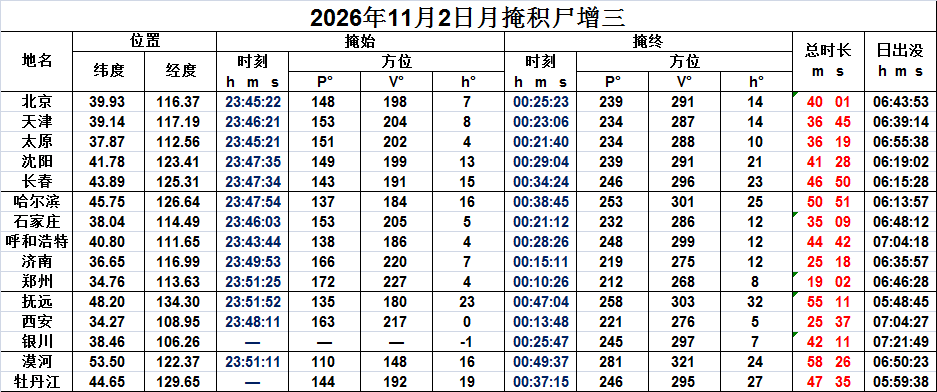 2026年11月2日月掩积尸增三
地名 位置 掩始 掩终 总时长 日出没
纬度 经度 时刻 方位 时刻 方位 m s h m s
h m s P° V° h° h m s P° V° h°
北京 39.93 116.37 23:45:22 148 198 7 00:25:23 239 291 14 40 01 06:43:53
天津 39.14 117.19 23:46:21 153 204 8 00:23:06 234 287 14 36 45 06:39:14
太原 37.87 112.56 23:45:21 151 202 4 00:21:40 234 288 10 36 19 06:55:38
沈阳 41.78 123.41 23:47:35 149 199 13 00:29:04 239 291 21 41 28 06:19:02
长春 43.89 125.31 23:47:34 143 191 15 00:34:24 246 296 23 46 50 06:15:28
哈尔滨 45.75 126.64 23:47:54 137 184 16 00:38:45 253 301 25 50 51 06:13:57
石家庄 38.04 114.49 23:46:03 153 205 5 00:21:12 232 286 12 35 09 06:48:12
呼和浩特 40.80 111.65 23:43:44 138 186 4 00:28:26 248 299 12 44 42 07:04:18
济南 36.65 116.99 23:49:53 166 220 7 00:15:11 219 275 12 25 18 06:35:57
郑州 34.76 113.63 23:51:25 172 227 4 00:10:26 212 268 8 19 02 06:46:28
抚远 48.20 134.30 23:51:52 135 180 23 00:47:04 258 303 32 55 11 05:48:45
西安 34.27 108.95 23:48:11 163 217 0 00:13:48 221 276 5 25 37 07:04:27
银川 38.46 106.26 — — — -1 00:25:47 245 297 7 42 11 07:21:49
漠河 53.50 122.37 23:51:11 110 148 16 00:49:37 281 321 24 58 26 06:50:23
牡丹江 44.65 129.65 — 144 192 19 00:37:15 246 295 27 47 35 05:59:38